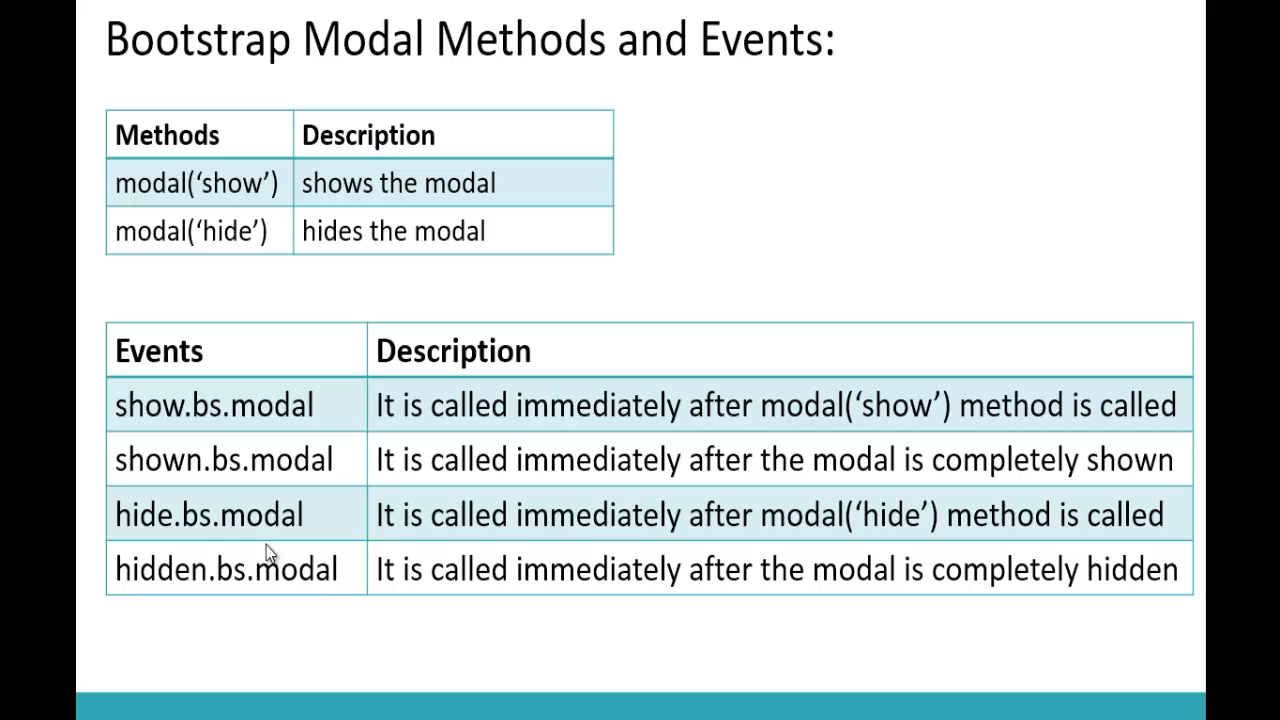 Bootstrap Modal Methods and Events:
Methods Description
modal(‘show’) shows the modal
modal(‘hide’) hides the modal
Events Description
show.bs.modal It is called immediately after modal(‘show’) method is called
shown.bs.modal It is called immediately after the modal is completely shown
hide.bs.modal It is called immediately after modal(‘hide’) method is called
hidden.bs.modal It is called immediately after the modal is completely hidden